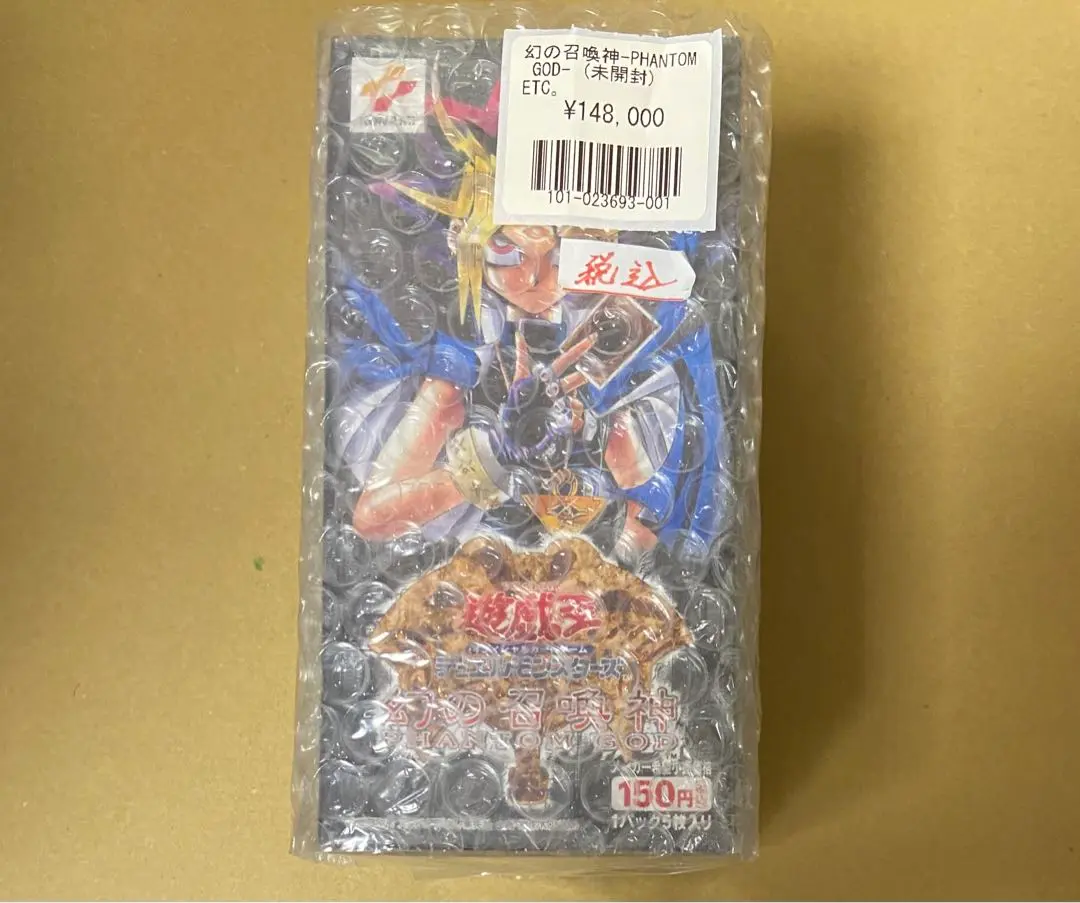 幻の召喚神-PHANTOM
GOD- (未開封)
ETC。
¥148,000
101-023693-001
税込
遊戯王
デュエルモンスターズ
幻の召喚神
PHANTOM GOD
150円
1パック5枚入り